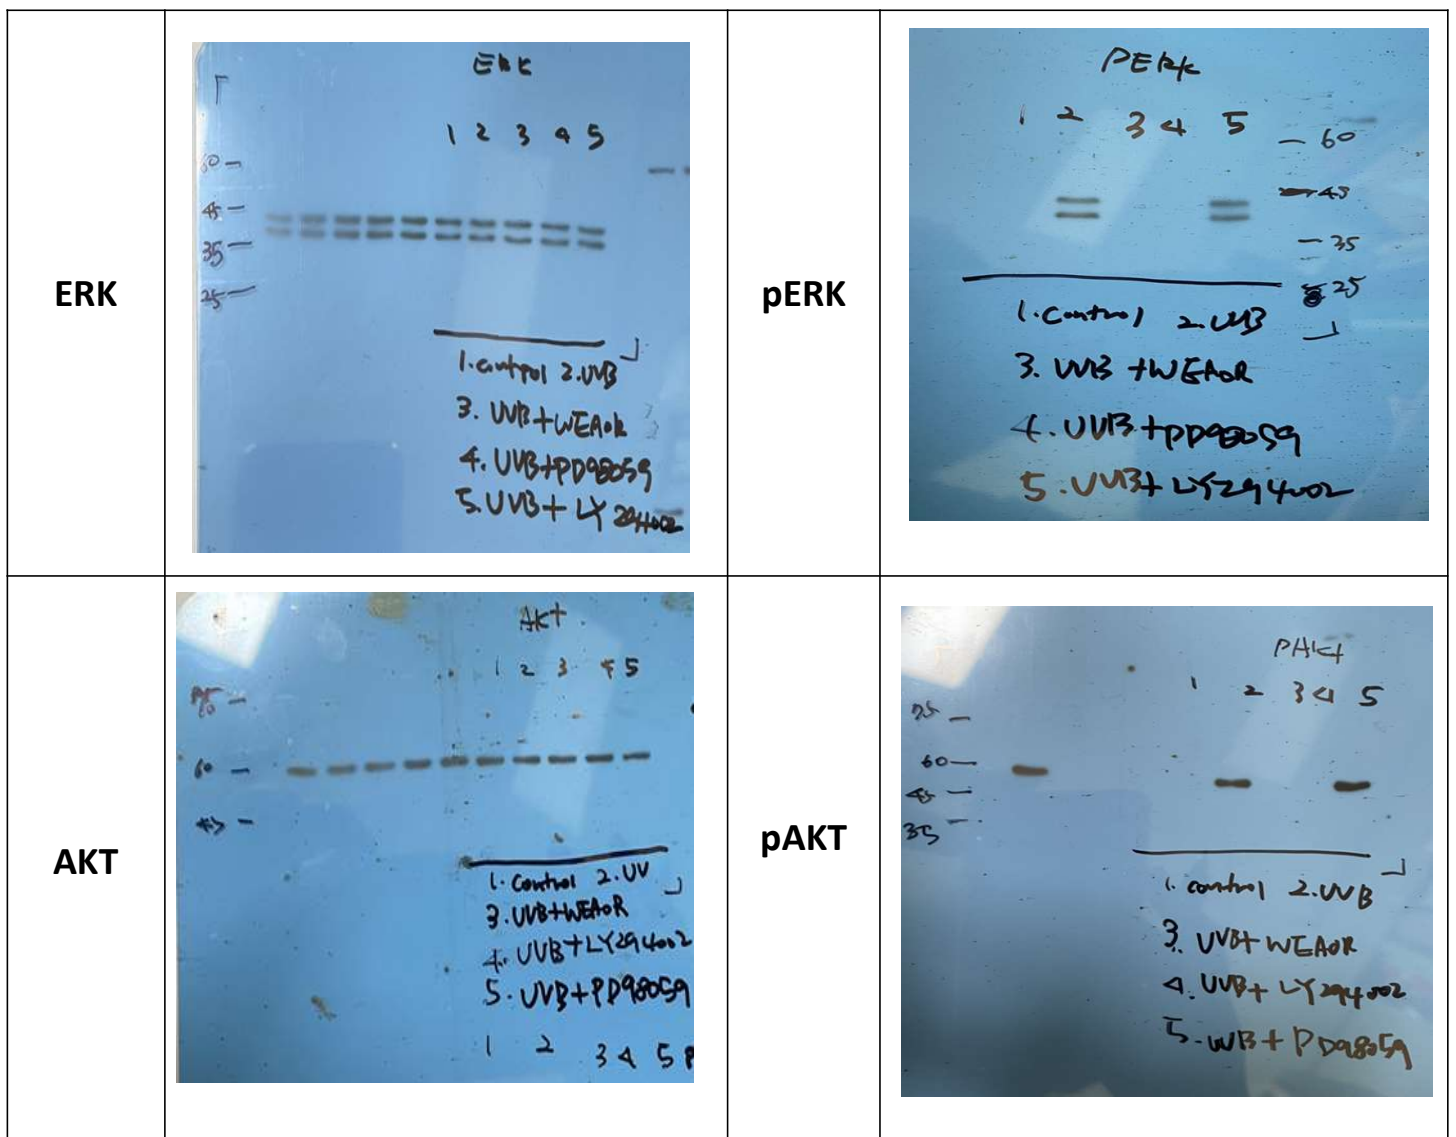 ERK
ERK
1 2 3 4 5
60
45
35
25
1. control 2. UVB
3. UVB+WEAOR
4. UVB+PD98059
5. UVB+ LY 294002
pERK
PERK
1 2 3 4 5
60
45
35
25
1. Control 2. UVB
3. UVB +WEAOR
4. UVB +PD98059
5. UVB+ LY294002
AKT
AKT
1 2 3 4 5
60
45
1. Control 2. UV
3. UVB+WEAOR
4. UVB+LY294002
5. UVB+PD98059
1 2 3 4 5
pAKT
PAKT
1 2 3 4 5
75
60
45
35
1. control 2. UVB
3. UVB+WEAOR
4. UVB+ LY294002
5. UVB+ PD98059